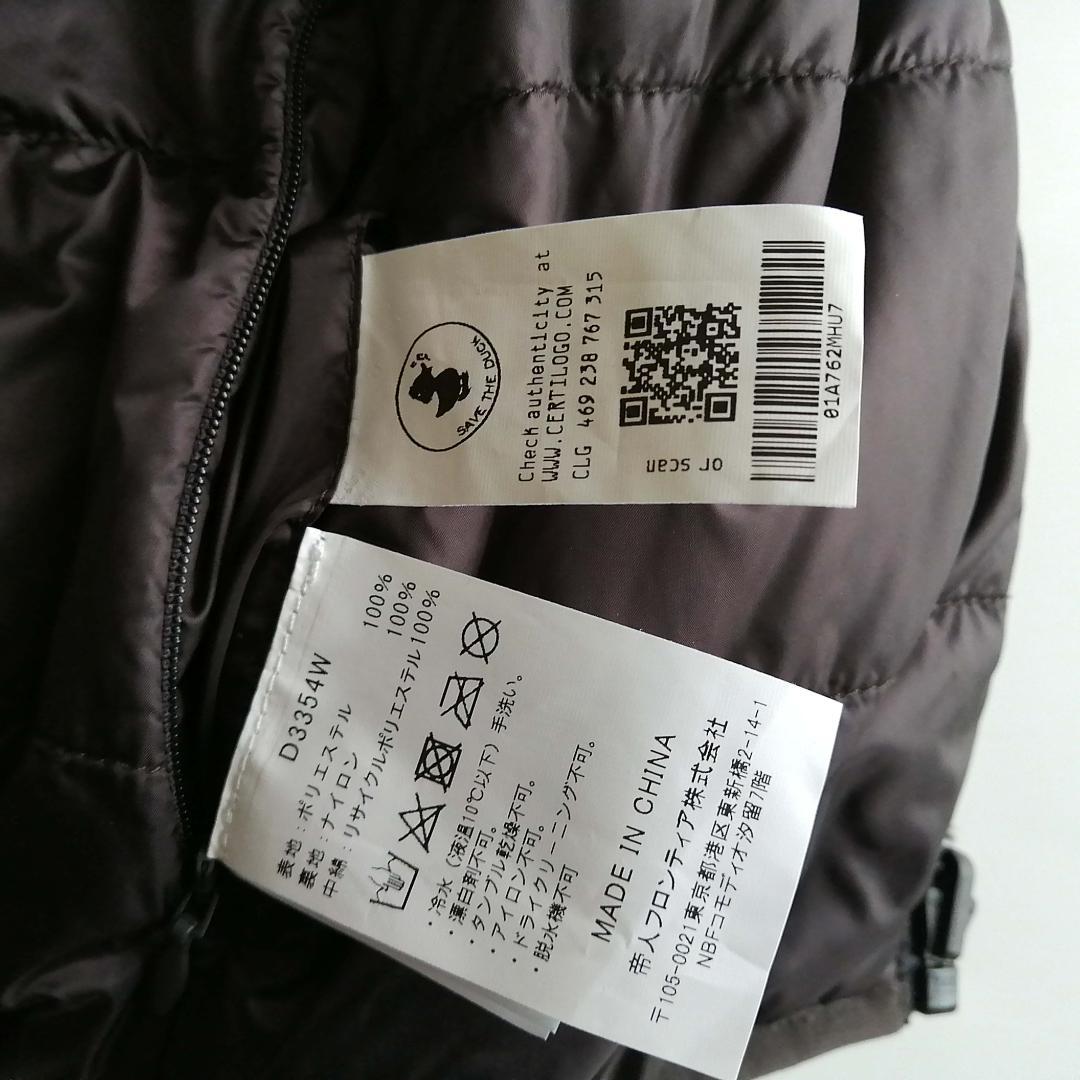 SAVE THE DUCK
Check authenticity at
WWW.CERTILOGO.COM
CLG 469 238 767 315
or scan
01A762MHU7
D3354W
表地:ポリエステル 100%
裏地:ナイロン 100%
中綿:リサイクルポリエステル100%
・冷水(液温10℃以下)手洗い。
・漂白剤不可。
・タンブル乾燥不可。
・アイロン不可。
・ドライクリーニング不可。
・脱水機不可
MADE IN CHINA
帝人フロンティア株式会社
〒105-0021東京都港区東新橋2-14-1
NBFコモディオ汐留7階